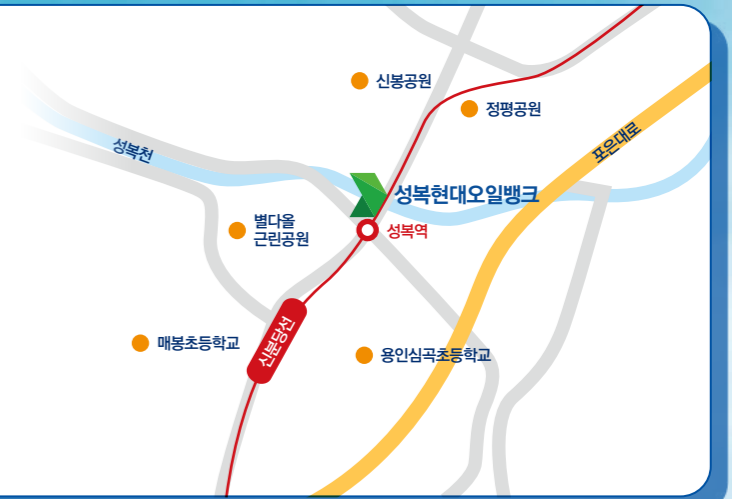 신봉공원
정평공원
포은대로
성복천
성복현대오일뱅크
별다올
근린공원
성복역
신분당선
매봉초등학교
용인심곡초등학교